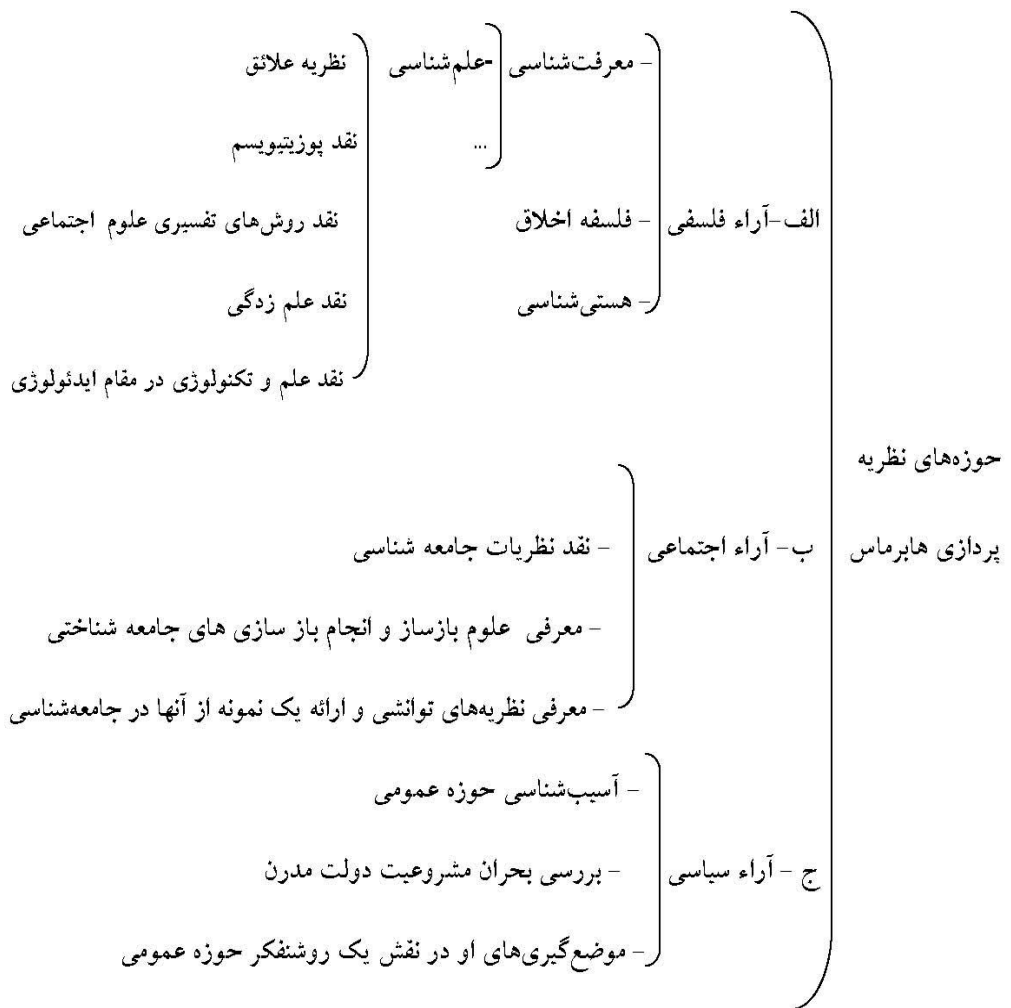 حوزه‌های نظریه
پردازی هابرماس
الف-آراء فلسفی
- معرفت‌شناسی
-علم‌شناسی
نظریه علائق
نقد پوزیتیویسم
نقد روش‌های تفسیری علوم اجتماعی
نقد علم زدگی
نقد علم و تکنولوژی در مقام ایدئولوژی
...
- فلسفه اخلاق
- هستی‌شناسی
ب- آراء اجتماعی
- نقد نظریات جامعه شناسی
- معرفی علوم بازساز و انجام باز سازی های جامعه شناختی
- معرفی نظریه‌های توانشی و ارائه یک نمونه از آنها در جامعه‌شناسی
ج - آراء سیاسی
- آسیب‌شناسی حوزه عمومی
- بررسی بحران مشروعیت دولت مدرن
- موضع‌گیری‌های او در نقش یک روشنفکر حوزه عمومی